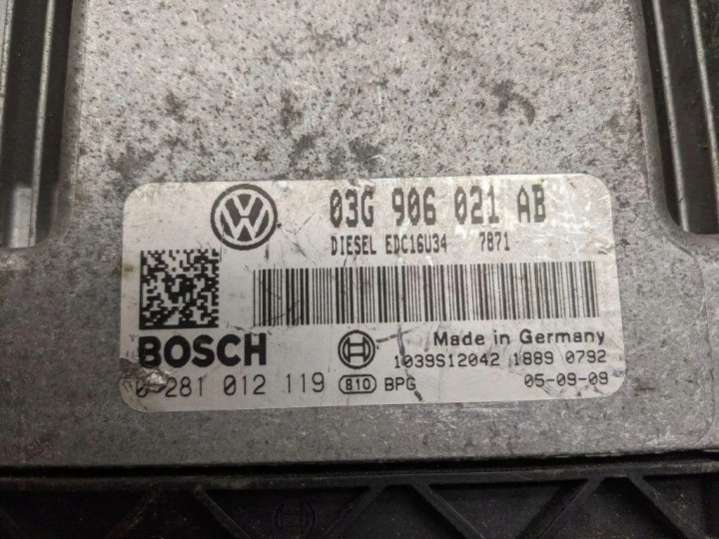 VW
03G 906 021 AB
DIESEL EDC16U34 7871
BOSCH
Made in Germany
1039S12042 1889 0792
0 281 012 119 810 BPG 05-09-09